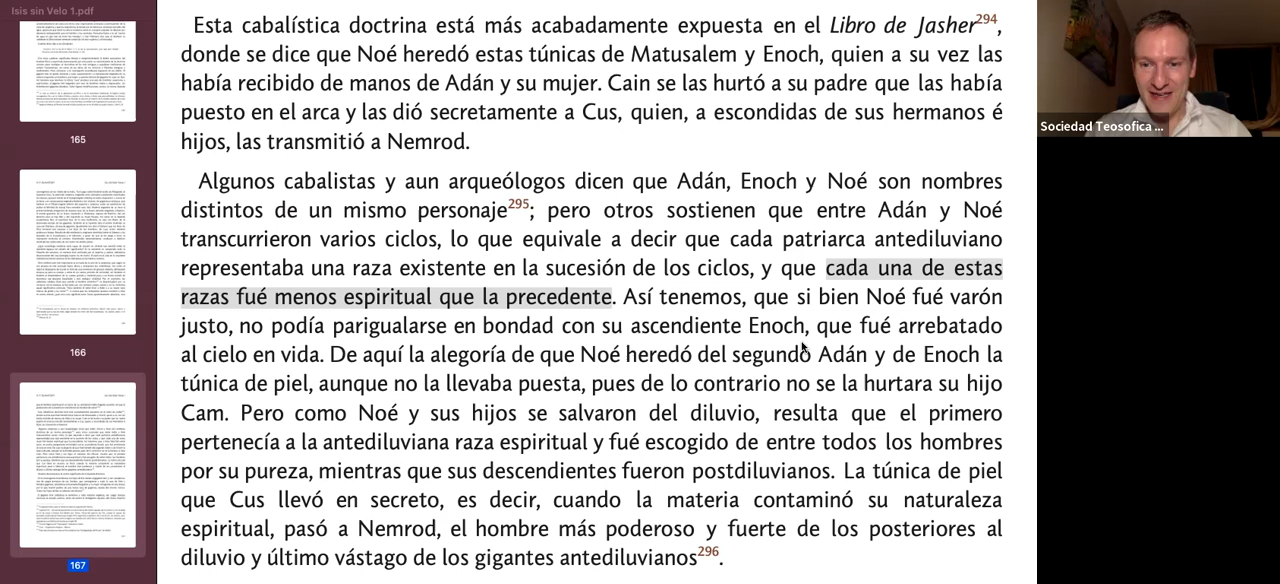 Isis sin Velo 1.pdf
165
166
167
Esta cabalística doctrina está más acabadamente expuesta en el Libro de Jasher294,
donde se dice que Noé heredó las túnicas de Matusalem y Enoch, quien a su vez las
había recibido de manos de Adán y su mujer. Cain se las hurtó a su padre que las había
puesto en el arca y las dió secretamente a Cus, quien, a escondidas de sus hermanos é
hijos, las transmitió a Nemrod.
Algunos cabalistas y aun arqueólogos dicen que Adán, Enoch y Noé son nombres
distintos de un mismo personaje295; pero otros sostienen que entre Adán y Noé
transcurrieron varios ciclos, lo que equivale a decir que cada patriarca antediluviano
representaba una raza existente en la sucesión de los ciclos, y que cada una de estas
razas fué menos espiritual que la precedente. Así tenemos, que si bien Noé fué varón
justo, no podía parigualarse en bondad con su ascendiente Enoch, que fué arrebatado
al cielo en vida. De aquí la alegoría de que Noé heredó del segundo Adán y de Enoch la
túnica de piel, aunque no la llevaba puesta, pues de lo contrario no se la hurtara su hijo
Cam. Pero como Noé y sus hijos se salvaron del diluvio, resulta que el primero
perteneció a la antediluviana raza espiritual y fué escogido entre todos los hombres
por su pureza, mientras que sus descendientes fueron postdiluvianos. La túnica de piel
que Cus llevó en secreto, es decir, cuando la materia contaminó su naturaleza
espiritual, pasó a Nemrod, el hombre más poderoso y fuerte de los posteriores al
diluvio y último vástago de los gigantes antediluvianos296.
Sociedad Teosofica ...